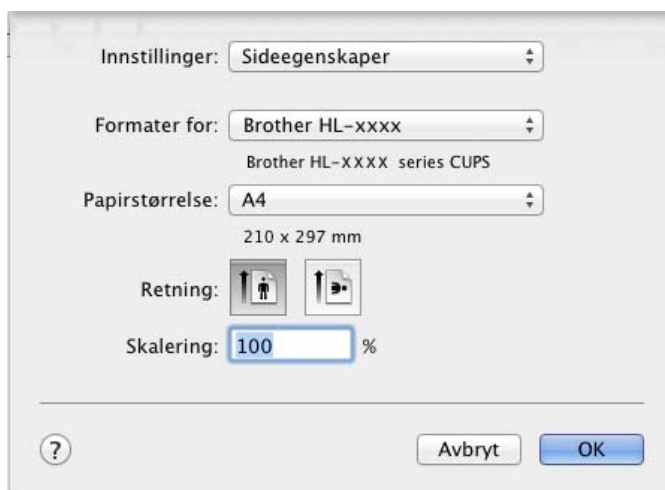 Innstillinger: Sideegenskaper
Formater for: Brother HL-xxxx
Brother HL-XXXX series CUPS
Papirstørrelse: A4
210 x 297 mm
Retning:
Skalering: 100 %
? Avbryt OK